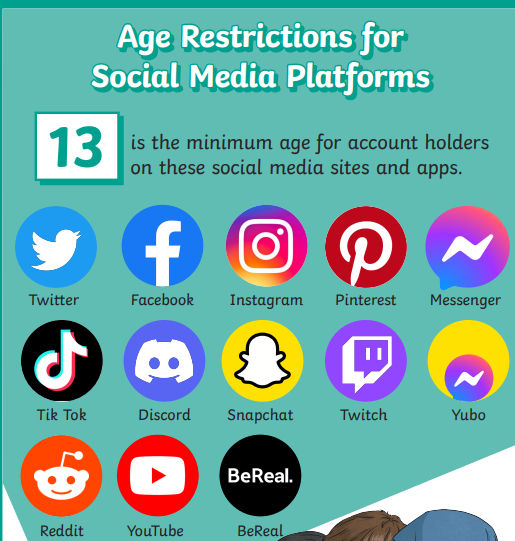 Age Restrictions for
Social Media Platforms
13
is the minimum age for account holders
on these social media sites and apps.
Twitter Facebook Instagram Pinterest Messenger
Tik Tok Discord Snapchat Twitch Yubo
BeReal.
Reddit YouTube BeReal